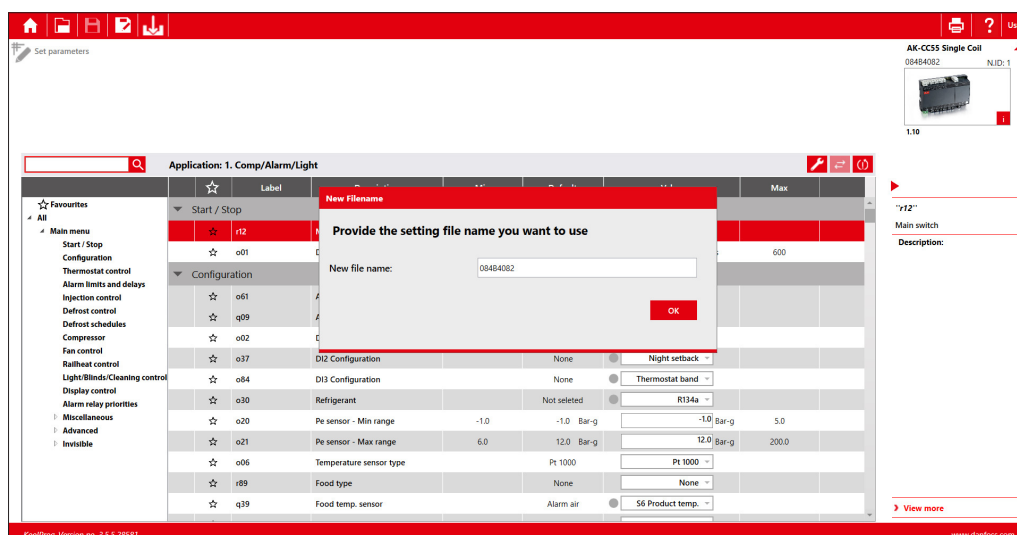 ? Us
Set parameters
AK-CC55 Single Coil
084B4082 N.ID: 1
i
1.10
Application: 1. Comp/Alarm/Light
Label Max
Favourites
All
Main menu
Start / Stop
Configuration
Thermostat control
Alarm limits and delays
Injection control
Defrost control
Defrost schedules
Compressor
Fan control
Railheat control
Light/Blinds/Cleaning control
Display control
Alarm relay priorities
Miscellaneous
Advanced
Invisible
Start / Stop
r12
o01 600
Configuration
o61
q09
o02
o37 DI2 Configuration None Night setback
o84 DI3 Configuration None Thermostat band
o30 Refrigerant Not seleted R134a
o20 Pe sensor - Min range -1.0 -1.0 Bar-g -1.0 Bar-g 5.0
o21 Pe sensor - Max range 6.0 12.0 Bar-g 12.0 Bar-g 200.0
o06 Temperature sensor type Pt 1000 Pt 1000
r89 Food type None None
q39 Food temp. sensor Alarm air S6 Product temp.
New Filename
Provide the setting file name you want to use
New file name: 084B4082
OK
"r12"
Main switch
Description:
View more
KoolProg Version no. 3.5.5.28581 www.danfoss.com